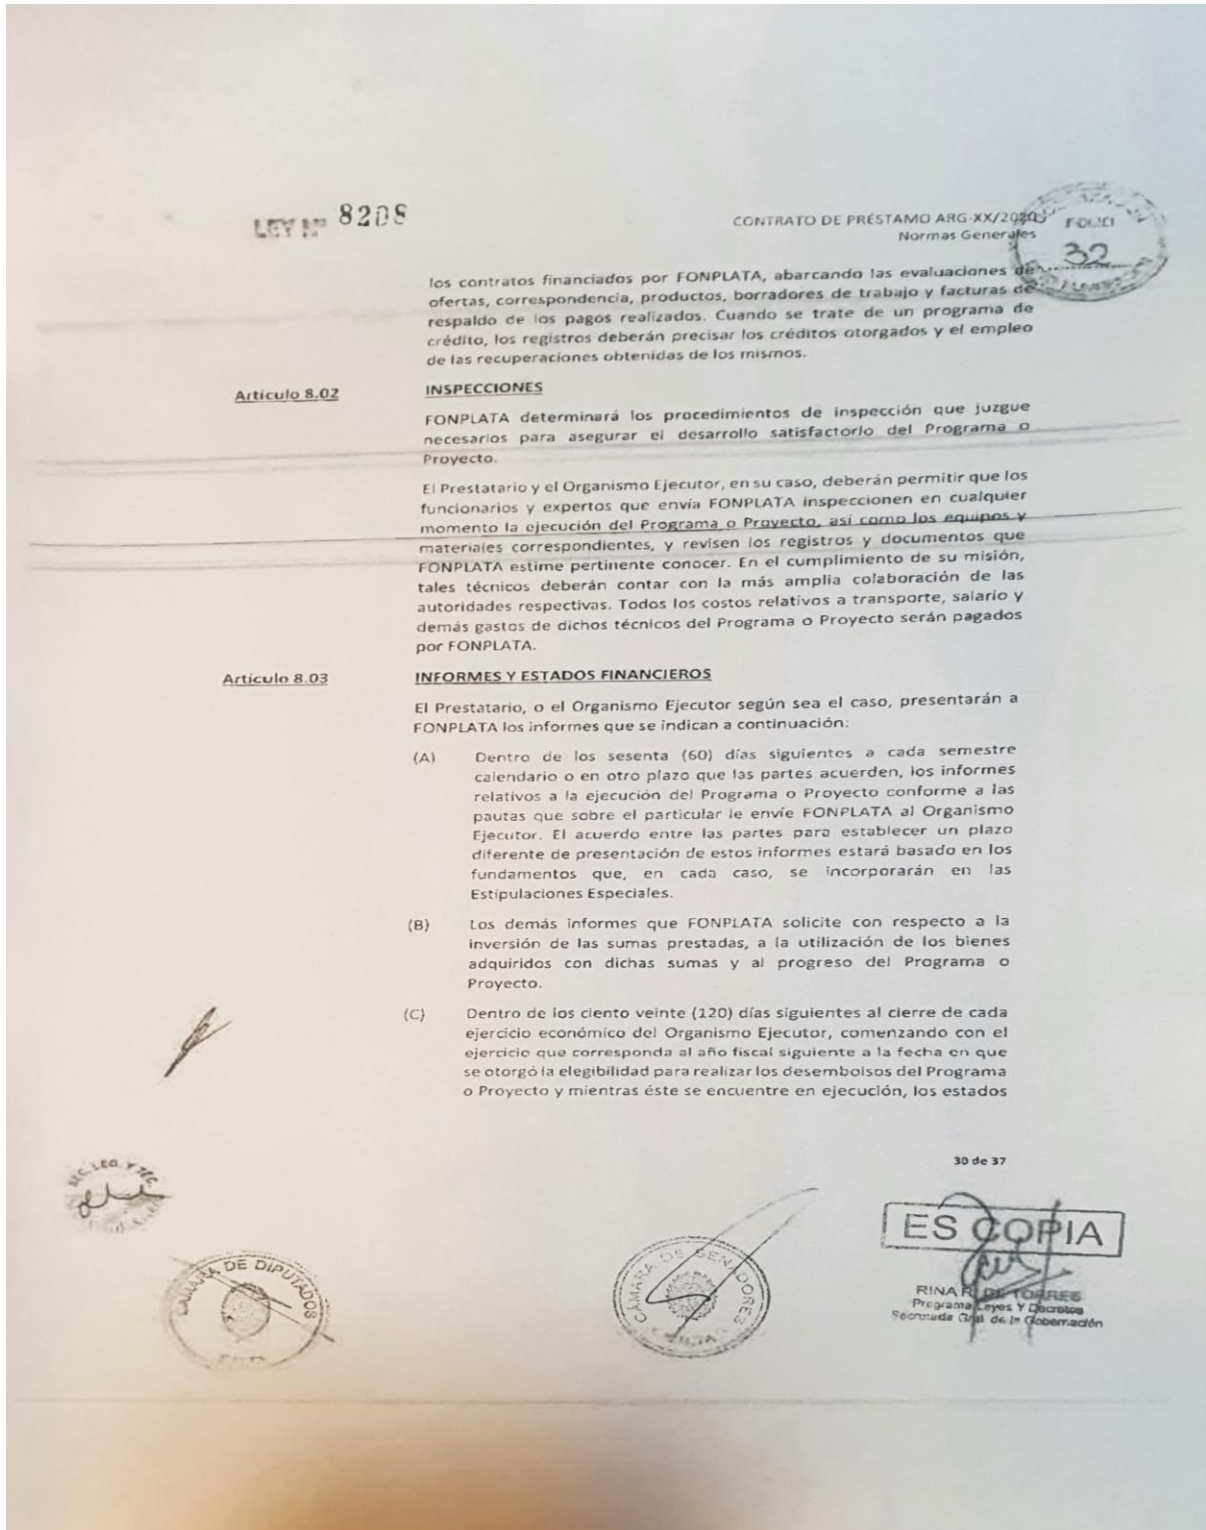 LEY Nº 8208
CONTRATO DE PRÉSTAMO ARG-XX/2020
Normas Generales
FOLIO
32
los contratos financiados por FONPLATA, abarcando las evaluaciones de
ofertas, correspondencia, productos, borradores de trabajo y facturas de
respaldo de los pagos realizados. Cuando se trate de un programa de
crédito, los registros deberán precisar los créditos otorgados y el empleo
de las recuperaciones obtenidas de los mismos.
Artículo 8.02
INSPECCIONES
FONPLATA determinará los procedimientos de inspección que juzgue
necesarios para asegurar el desarrollo satisfactorio del Programa o
Proyecto.
El Prestatario y el Organismo Ejecutor, en su caso, deberán permitir que los
funcionarios y expertos que envía FONPLATA inspeccionen en cualquier
momento la ejecución del Programa o Proyecto, así como los equipos y
materiales correspondientes, y revisen los registros y documentos que
FONPLATA estime pertinente conocer. En el cumplimiento de su misión,
tales técnicos deberán contar con la más amplia colaboración de las
autoridades respectivas. Todos los costos relativos a transporte, salario y
demás gastos de dichos técnicos del Programa o Proyecto serán pagados
por FONPLATA.
Artículo 8.03
INFORMES Y ESTADOS FINANCIEROS
El Prestatario, o el Organismo Ejecutor según sea el caso, presentarán a
FONPLATA los informes que se indican a continuación:
(A) Dentro de los sesenta (60) días siguientes a cada semestre
calendario o en otro plazo que las partes acuerden, los informes
relativos a la ejecución del Programa o Proyecto conforme a las
pautas que sobre el particular le envíe FONPLATA al Organismo
Ejecutor. El acuerdo entre las partes para establecer un plazo
diferente de presentación de estos informes estará basado en los
fundamentos que, en cada caso, se incorporarán en las
Estipulaciones Especiales.
(B) Los demás informes que FONPLATA solicite con respecto a la
inversión de las sumas prestadas, a la utilización de los bienes
adquiridos con dichas sumas y al progreso del Programa o
Proyecto.
(C) Dentro de los ciento veinte (120) días siguientes al cierre de cada
ejercicio económico del Organismo Ejecutor, comenzando con el
ejercicio que corresponda al año fiscal siguiente a la fecha en que
se otorgó la elegibilidad para realizar los desembolsos del Programa
o Proyecto y mientras éste se encuentre en ejecución, los estados
30 de 37
SEC. LEG. Y
CÁMARA DE DIPUTADOS
CÁMARA DE SENADORES
SALTA
ES COPIA
RINA R. DE TORRES
Programa Leyes Y Decretos
Secretaría Gral de la Gobernación